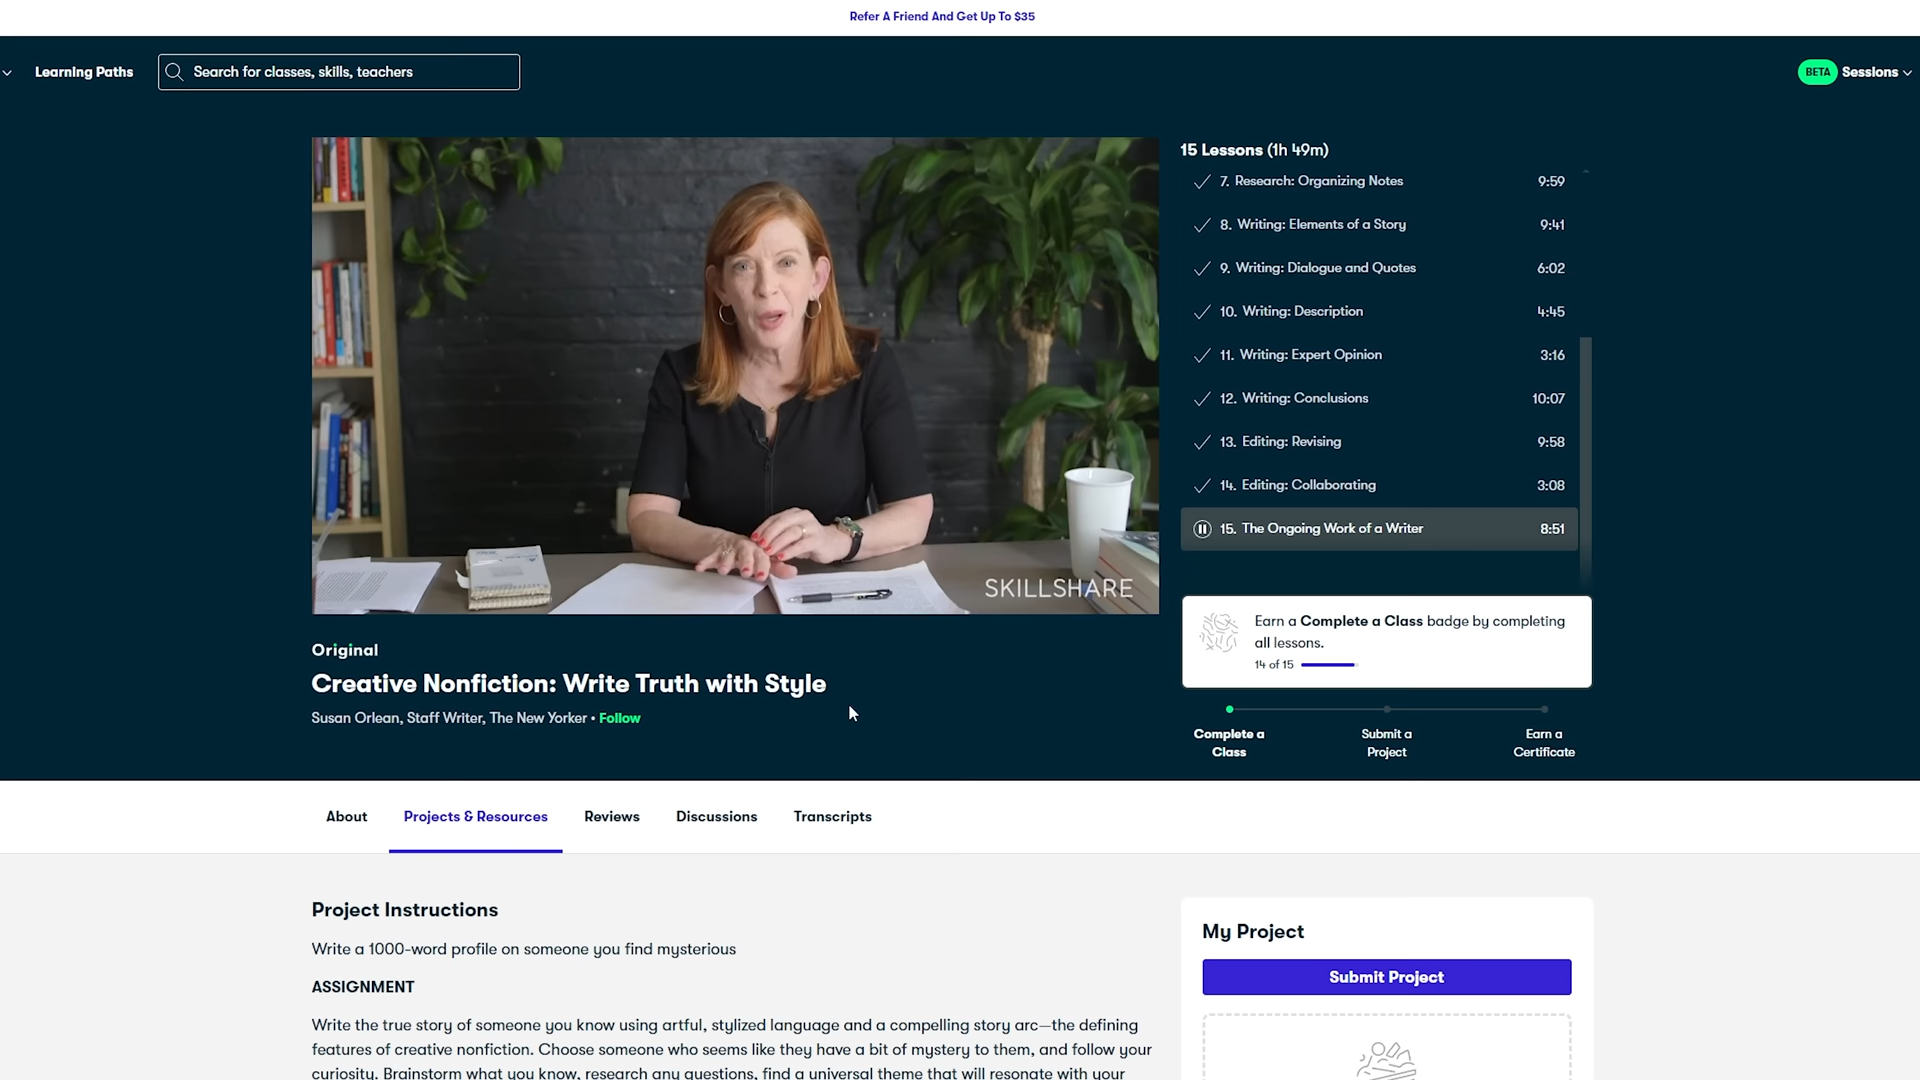 Refer A Friend And Get Up To $35
Learning Paths
Search for classes, skills, teachers
BETA Sessions
15 Lessons (1h 49m)
7. Research: Organizing Notes 9:59
8. Writing: Elements of a Story 9:41
9. Writing: Dialogue and Quotes 6:02
10. Writing: Description 4:45
11. Writing: Expert Opinion 3:16
12. Writing: Conclusions 10:07
13. Editing: Revising 9:58
14. Editing: Collaborating 3:08
15. The Ongoing Work of a Writer 8:51
SKILLSHARE
Earn a Complete a Class badge by completing
all lessons.
14 of 15
Complete a
Class
Submit a
Project
Earn a
Certificate
Original
Creative Nonfiction: Write Truth with Style
Susan Orlean, Staff Writer, The New Yorker • Follow
About
Projects & Resources
Reviews
Discussions
Transcripts
Project Instructions
Write a 1000-word profile on someone you find mysterious
ASSIGNMENT
Write the true story of someone you know using artful, stylized language and a compelling story arc—the defining
features of creative nonfiction. Choose someone who seems like they have a bit of mystery to them, and follow your
curiosity. Brainstorm what you know, research any questions, find a universal theme that will resonate with your
My Project
Submit Project